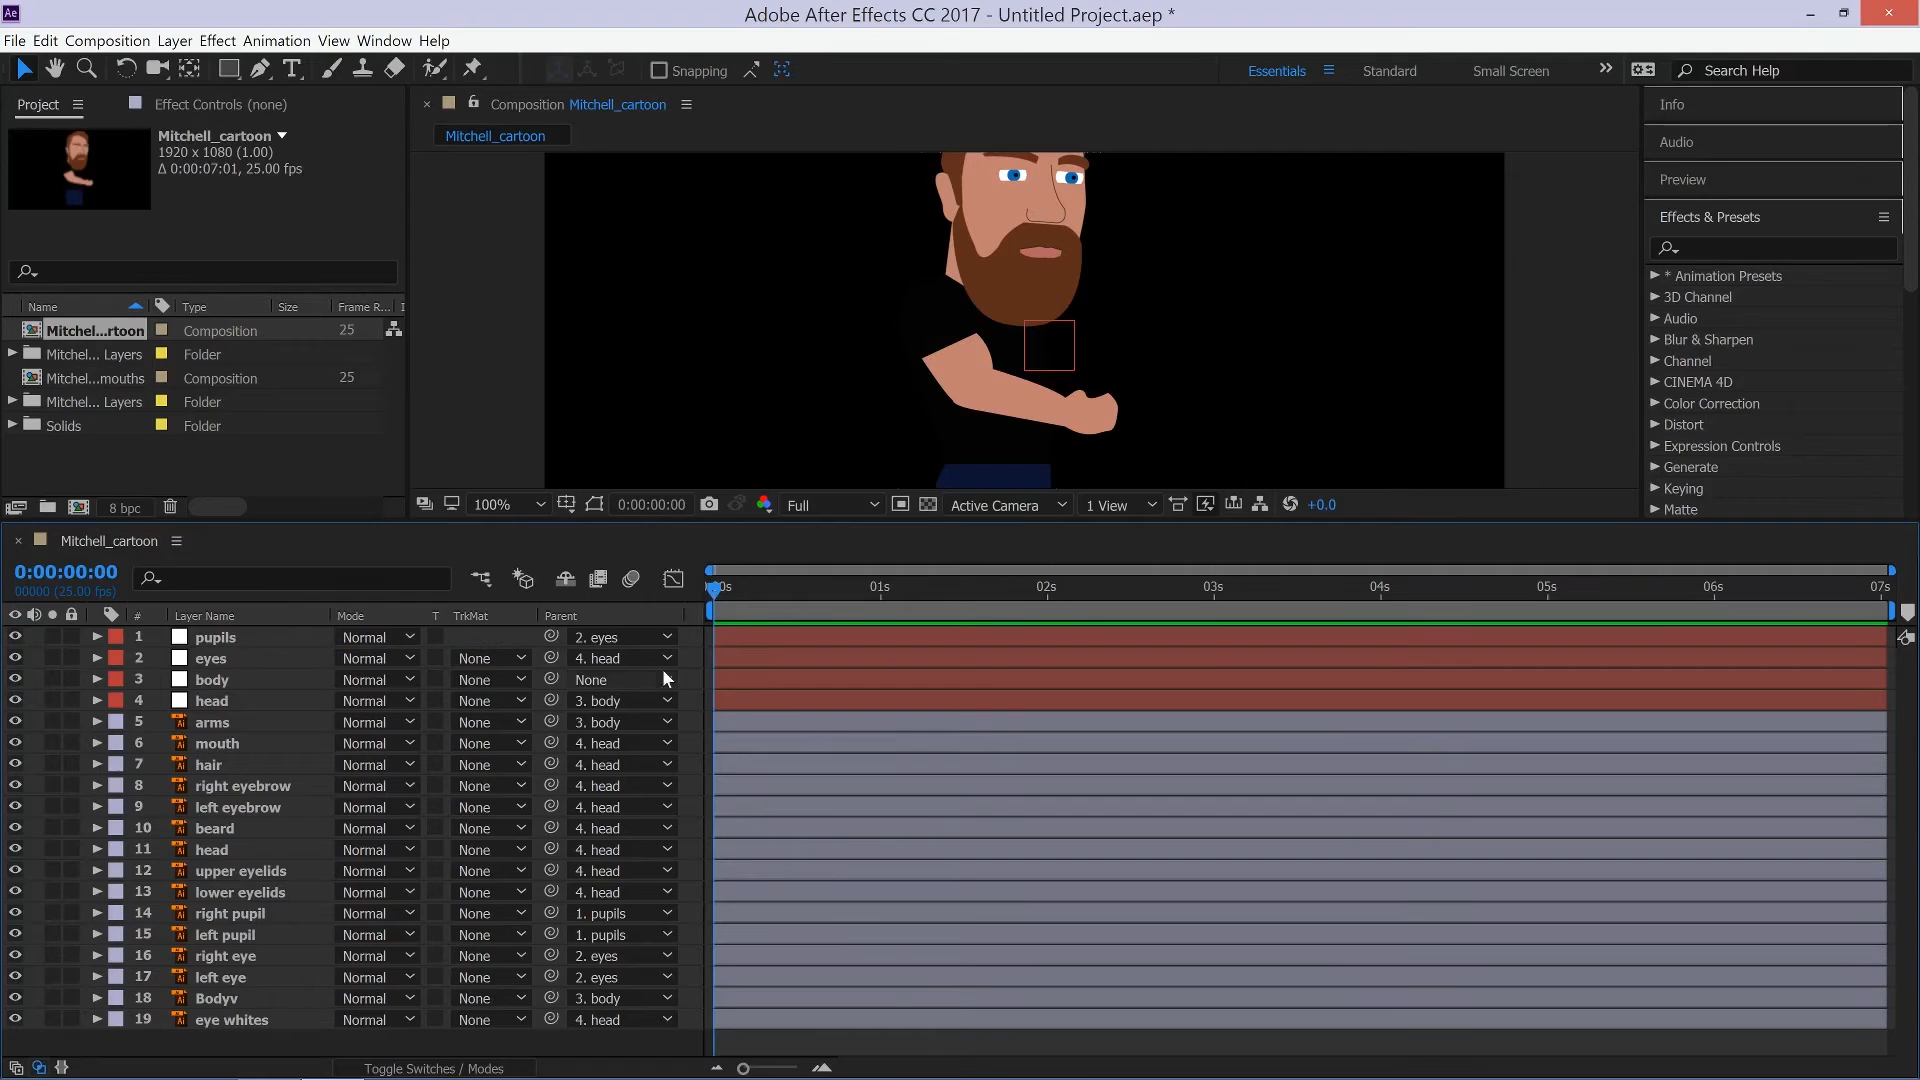 Ae
Adobe After Effects CC 2017 - Untitled Project.aep *
File Edit Composition Layer Effect Animation View Window Help
Snapping
Essentials
Standard
Small Screen
Search Help
Project
Effect Controls (none)
Composition Mitchell_cartoon
Mitchell_cartoon
Mitchell_cartoon
1920 x 1080 (1.00)
Δ 0:00:07:01, 25.00 fps
Name Type Size Frame R...
Mitchel...rtoon Composition 25
Mitchel... Layers Folder
Mitchel...mouths Composition 25
Mitchel... Layers Folder
Solids Folder
8 bpc
100%
0:00:00:00
Full
Active Camera
1 View
+0.0
Info
Audio
Preview
Effects & Presets
* Animation Presets
3D Channel
Audio
Blur & Sharpen
Channel
CINEMA 4D
Color Correction
Distort
Expression Controls
Generate
Keying
Matte
Mitchell_cartoon
0:00:00:00
00000 (25.00 fps)
00s 01s 02s 03s 04s 05s 06s 07s
# Layer Name Mode T TrkMat Parent
1 pupils Normal 2. eyes
2 eyes Normal None 4. head
3 body Normal None None
4 head Normal None 3. body
5 arms Normal None 3. body
6 mouth Normal None 4. head
7 hair Normal None 4. head
8 right eyebrow Normal None 4. head
9 left eyebrow Normal None 4. head
10 beard Normal None 4. head
11 head Normal None 4. head
12 upper eyelids Normal None 4. head
13 lower eyelids Normal None 4. head
14 right pupil Normal None 1. pupils
15 left pupil Normal None 1. pupils
16 right eye Normal None 2. eyes
17 left eye Normal None 2. eyes
18 Bodyv Normal None 3. body
19 eye whites Normal None 4. head
Toggle Switches / Modes